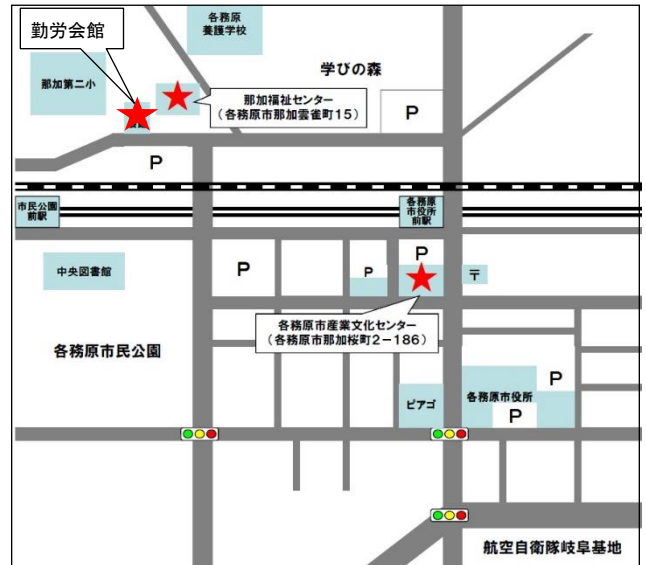 勤労会館
各務原
養護学校
那加第二小
学びの森
那加福祉センター
(各務原市那加雲雀町15)
P
P
市民公園
前駅
各務原
市役所
前駅
中央図書館
P
P
P
〒
各務原市産業文化センター
(各務原市那加桜町2-186)
各務原市民公園
ピアゴ
各務原市役所
P
P
航空自衛隊岐阜基地